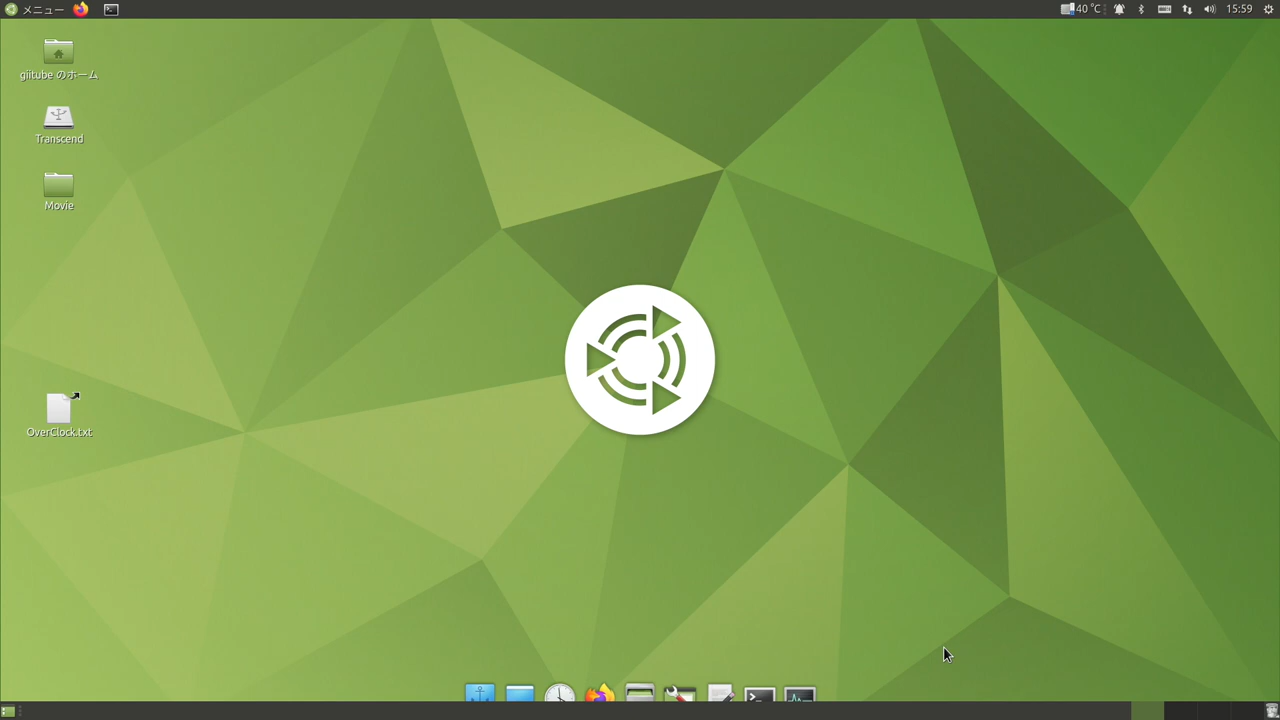 メニュー
40 ℃
15:59
giitube のホーム
Transcend
Movie
OverClock.txt